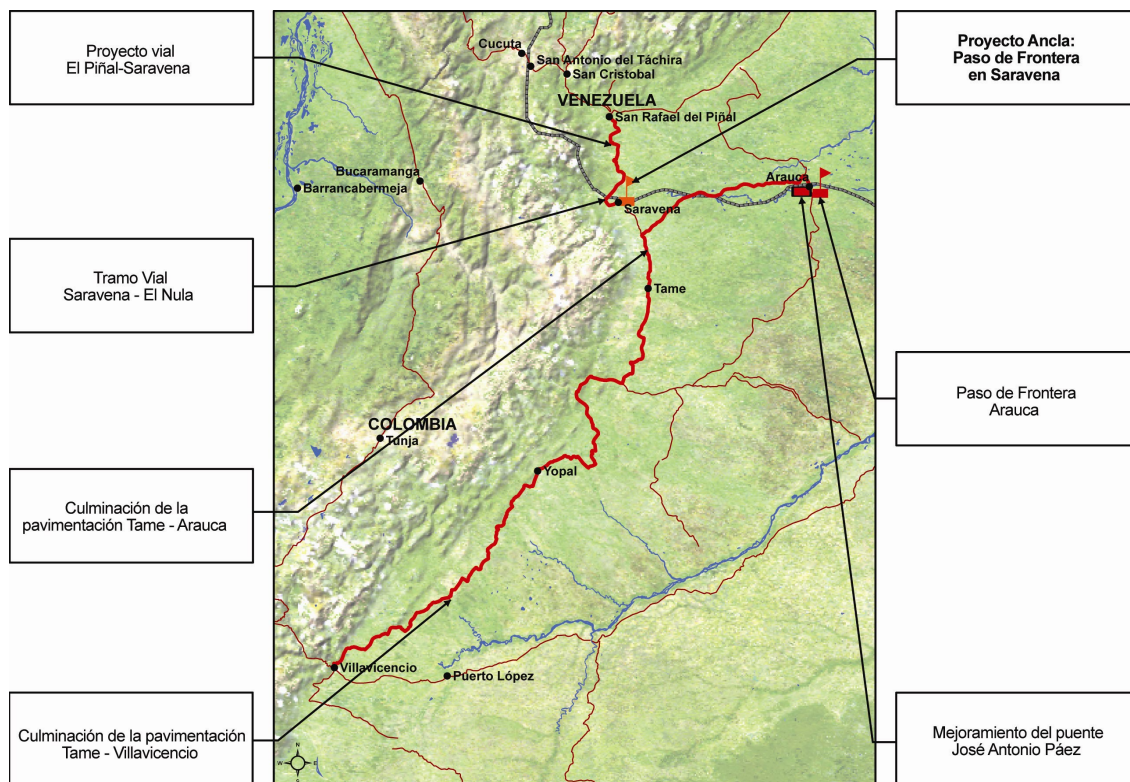 Proyecto vial
El Piñal-Saravena
Tramo Vial
Saravena - El Nula
Culminación de la
pavimentación Tame - Arauca
Culminación de la pavimentación
Tame - Villavicencio
Cucuta
San Antonio del Táchira
San Cristobal
VENEZUELA
San Rafael del Piñal
Bucaramanga
Barrancabermeja
Arauca
Saravena
Tame
COLOMBIA
Tunja
Yopal
Villavicencio
Puerto López
N
W E
S
Proyecto Ancla:
Paso de Frontera
en Saravena
Paso de Frontera
Arauca
Mejoramiento del puente
José Antonio Páez